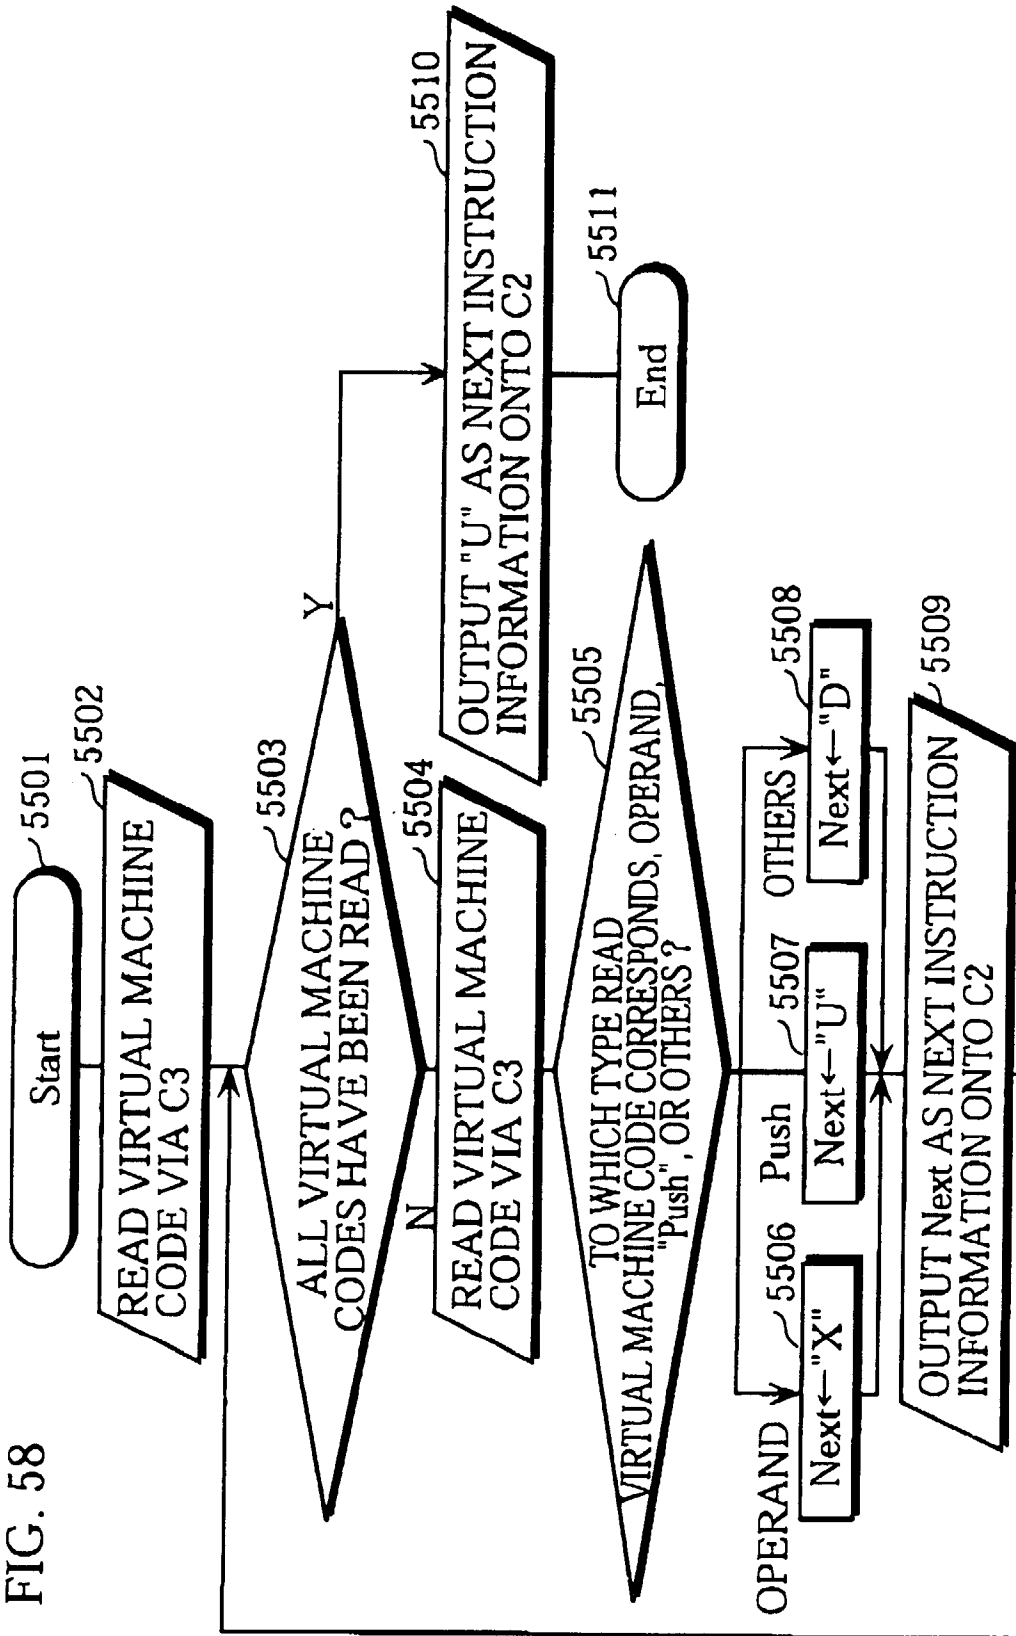 FIG. 58
Start
5501
READ VIRTUAL MACHINE
CODE VIA C3
5502
ALL VIRTUAL MACHINE
CODES HAVE BEEN READ ?
5503
Y
N
READ VIRTUAL MACHINE
CODE VIA C3
5504
OUTPUT "U" AS NEXT INSTRUCTION
INFORMATION ONTO C2
5510
End
5511
TO WHICH TYPE READ
VIRTUAL MACHINE CODE CORRESPONDS, OPERAND,
"Push", OR OTHERS ?
5505
OPERAND
5506
Next←"X"
Push
5507
Next←"U"
OTHERS
5508
Next←"D"
OUTPUT Next AS NEXT INSTRUCTION
INFORMATION ONTO C2
5509